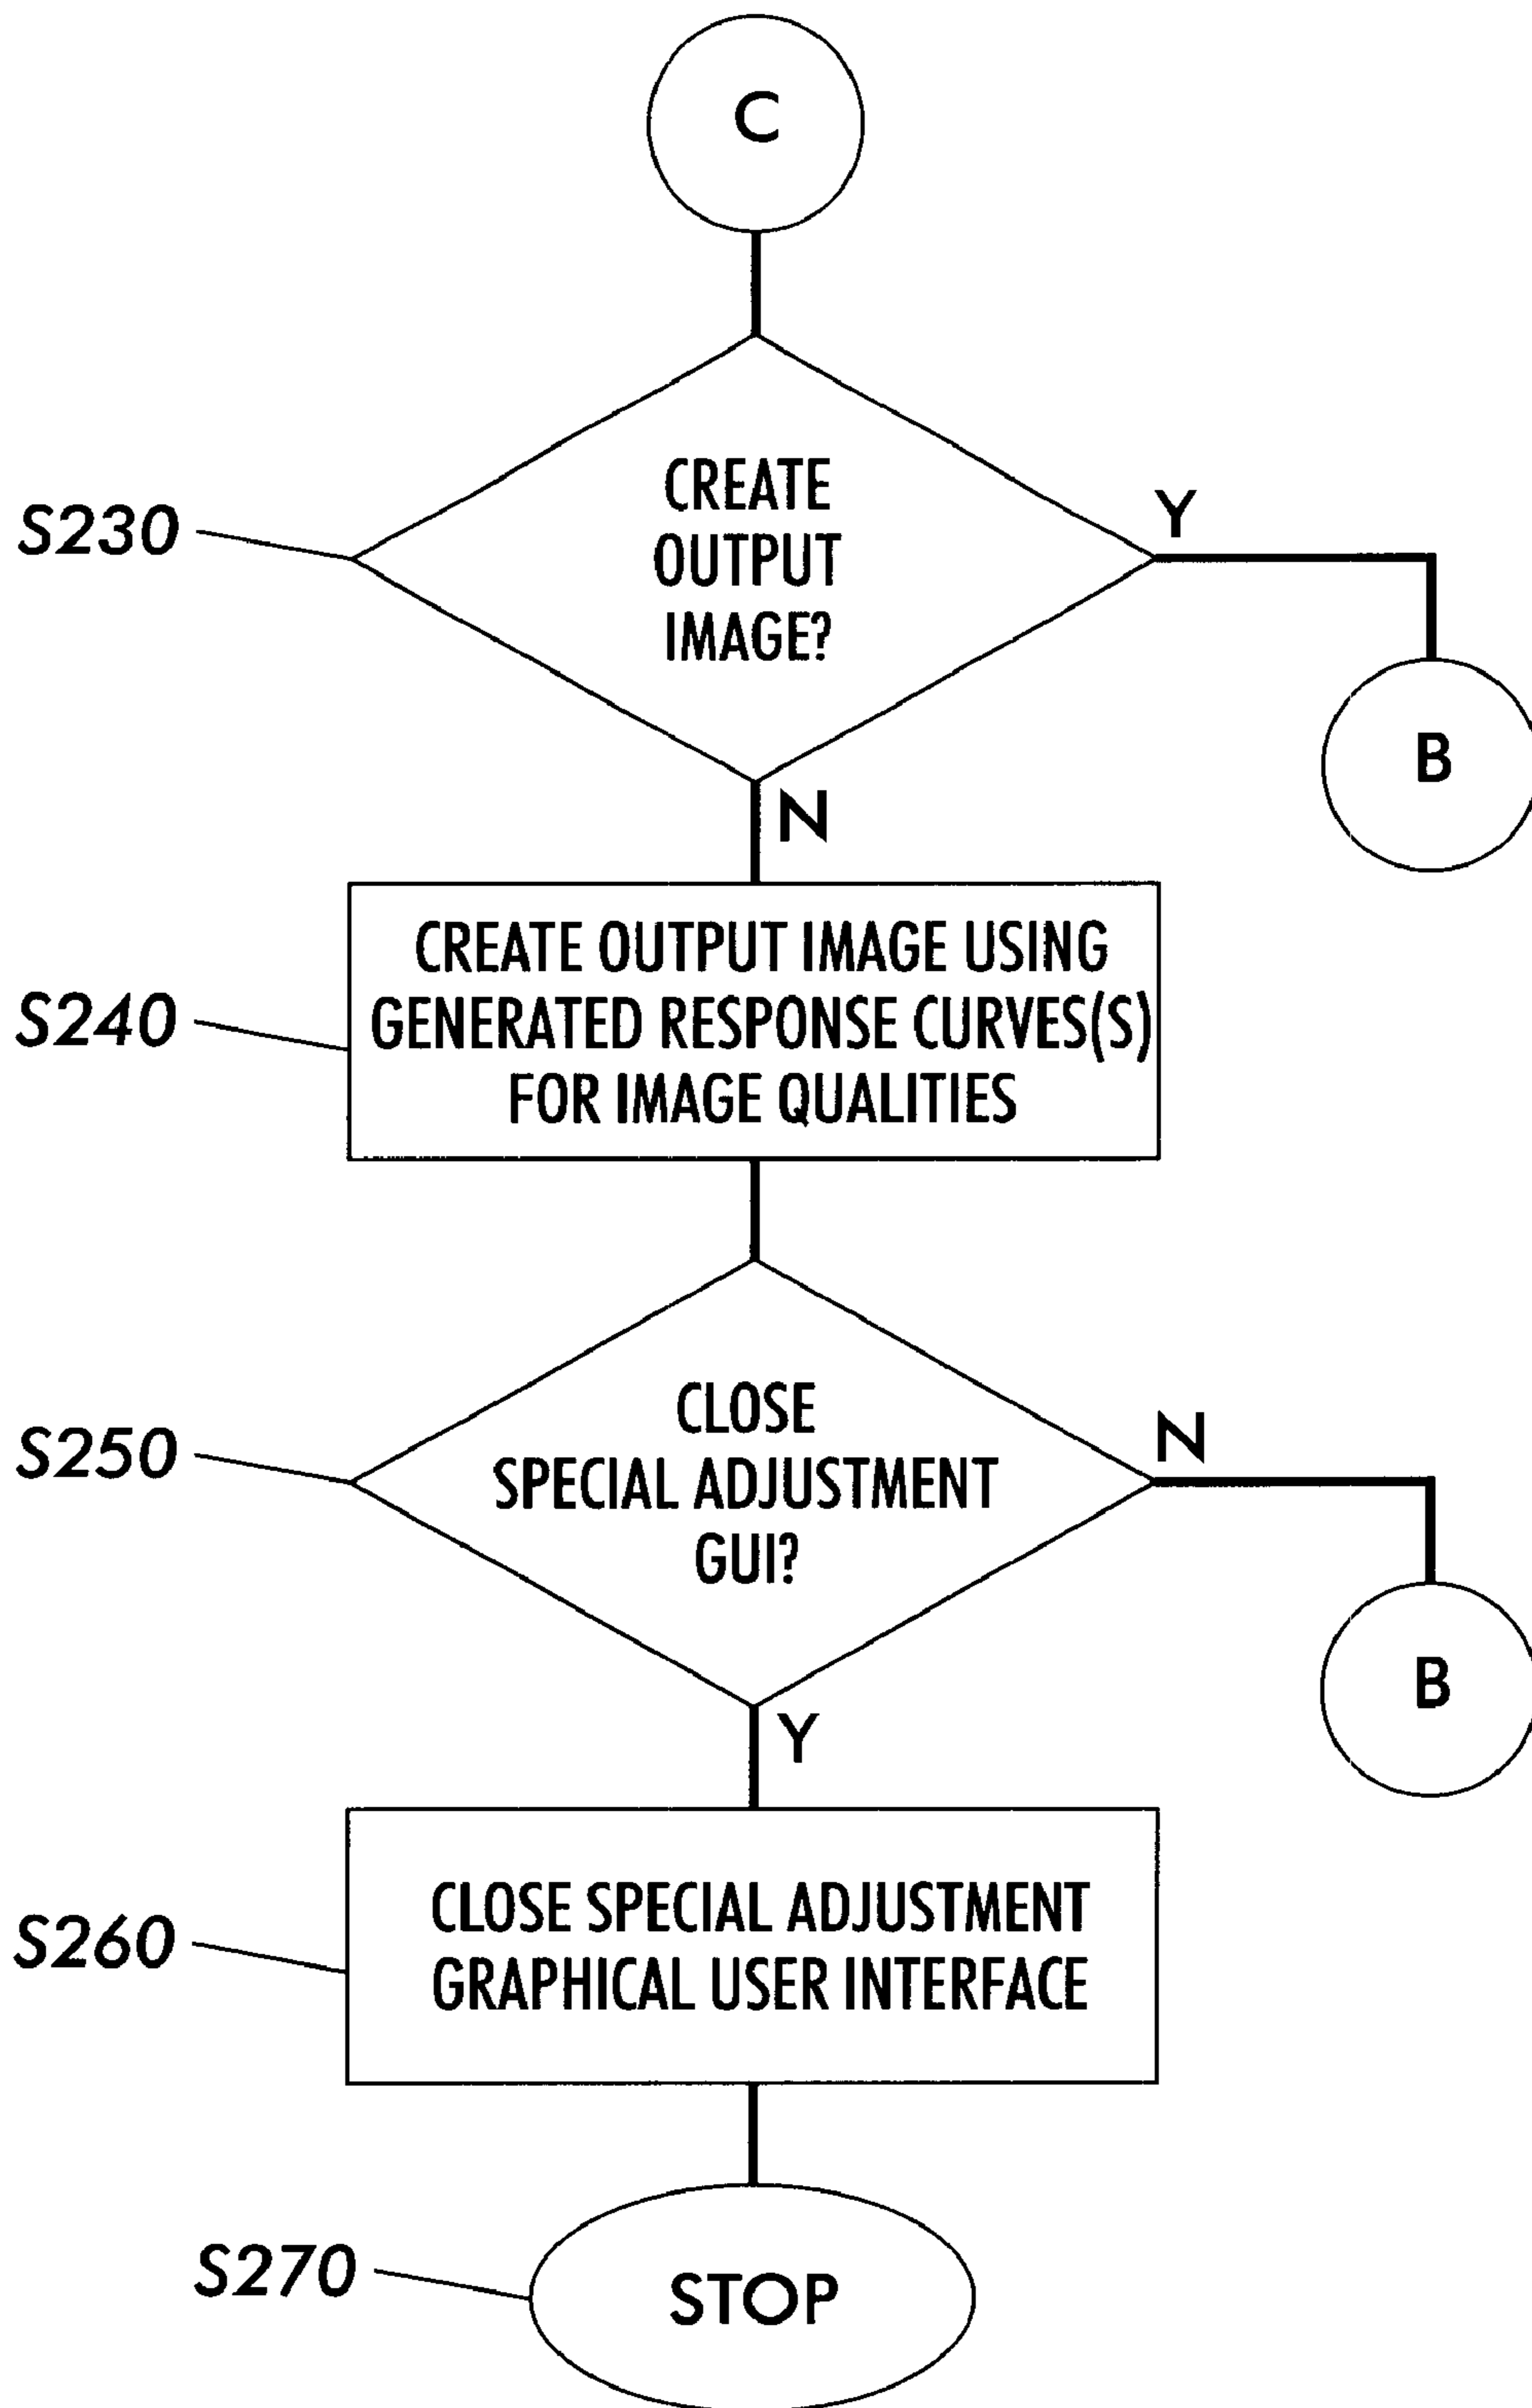 C
CREATE
OUTPUT
IMAGE?
S230
Y
B
N
CREATE OUTPUT IMAGE USING
GENERATED RESPONSE CURVES(S)
FOR IMAGE QUALITIES
S240
CLOSE
SPECIAL ADJUSTMENT
GUI?
S250
N
B
Y
CLOSE SPECIAL ADJUSTMENT
GRAPHICAL USER INTERFACE
S260
STOP
S270